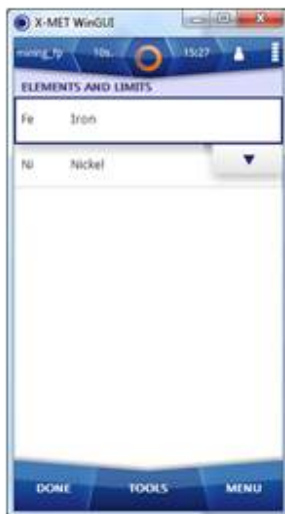 X-MET WinGUI
mining_fp 10s.. 15:27
ELEMENTS AND LIMITS
Fe Iron
Ni Nickel
DONE TOOLS MENU